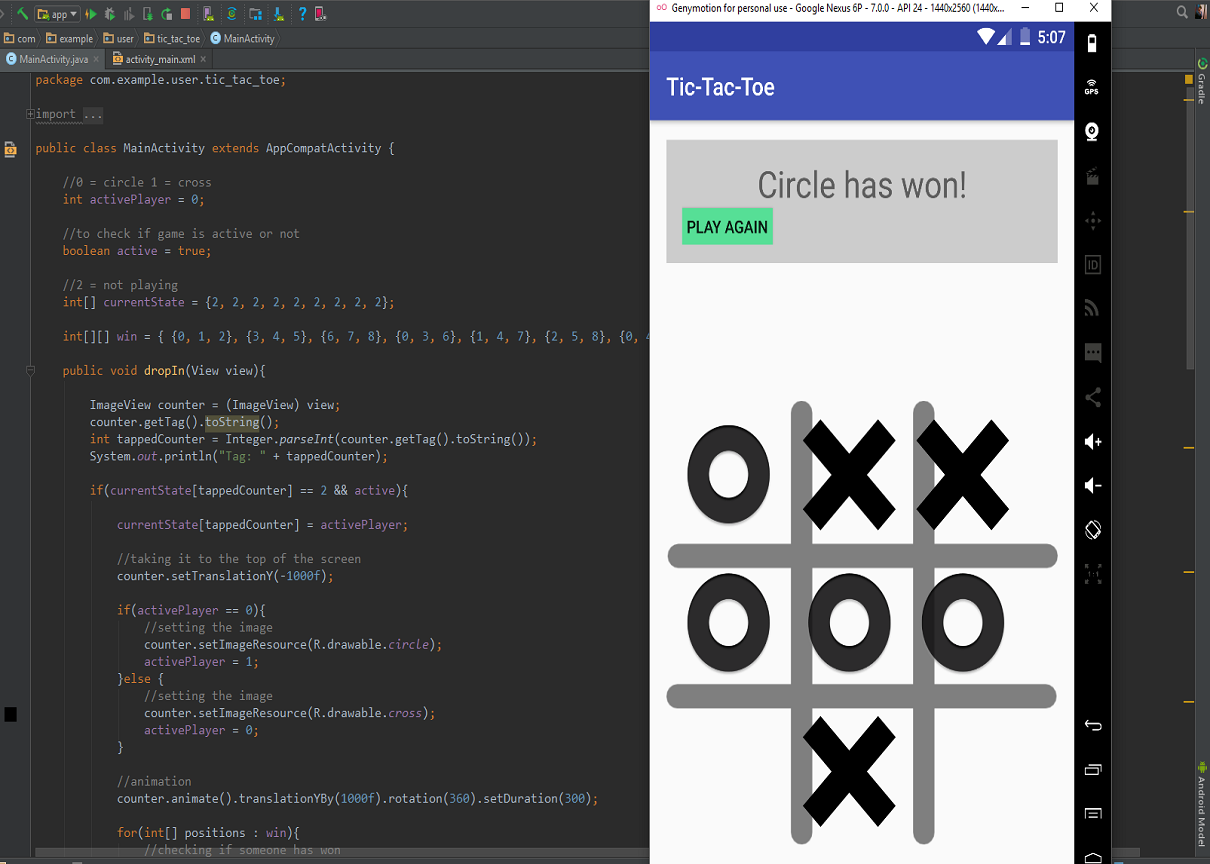 app
Genymotion for personal use - Google Nexus 6P - 7.0.0 - API 24 - 1440x2560 (1440x...
com example user tic_tac_toe MainActivity
MainActivity.java activity_main.xml
package com.example.user.tic_tac_toe;
import ...
public class MainActivity extends AppCompatActivity {
//0 = circle 1 = cross
int activePlayer = 0;
//to check if game is active or not
boolean active = true;
//2 = not playing
int[] currentState = {2, 2, 2, 2, 2, 2, 2, 2, 2};
int[][] win = { {0, 1, 2}, {3, 4, 5}, {6, 7, 8}, {0, 3, 6}, {1, 4, 7}, {2, 5, 8}, {0, 4
public void dropIn(View view){
ImageView counter = (ImageView) view;
counter.getTag().toString();
int tappedCounter = Integer.parseInt(counter.getTag().toString());
System.out.println("Tag: " + tappedCounter);
if(currentState[tappedCounter] == 2 && active){
currentState[tappedCounter] = activePlayer;
//taking it to the top of the screen
counter.setTranslationY(-1000f);
if(activePlayer == 0){
//setting the image
counter.setImageResource(R.drawable.circle);
activePlayer = 1;
}else {
//setting the image
counter.setImageResource(R.drawable.cross);
activePlayer = 0;
}
//animation
counter.animate().translationYBy(1000f).rotation(360).setDuration(300);
for(int[] positions : win){
//checking if someone has won
5:07
Tic-Tac-Toe
Circle has won!
PLAY AGAIN
GPS
ID
1:1
Gradle
Android Model